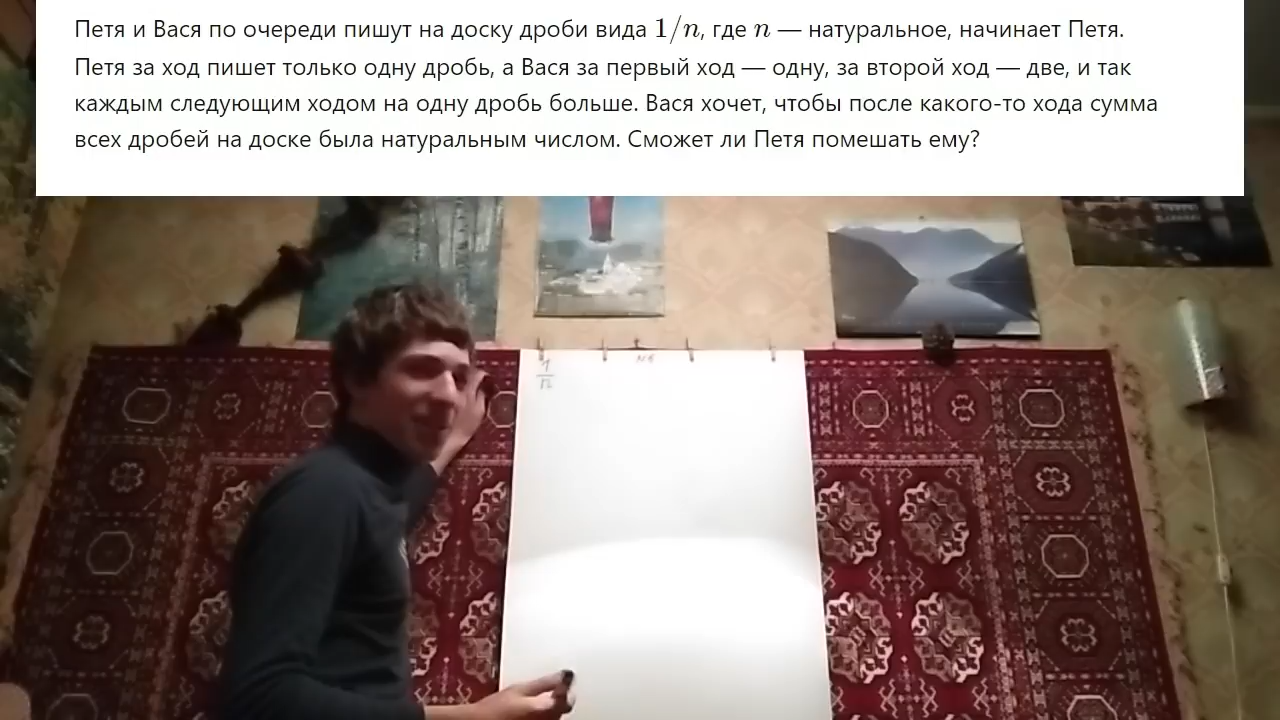 Петя и Вася по очереди пишут на доску дроби вида 1/n, где n — натуральное, начинает Петя.
Петя за ход пишет только одну дробь, а Вася за первый ход — одну, за второй ход — две, и так
каждым следующим ходом на одну дробь больше. Вася хочет, чтобы после какого-то хода сумма
всех дробей на доске была натуральным числом. Сможет ли Петя помешать ему?
1
n